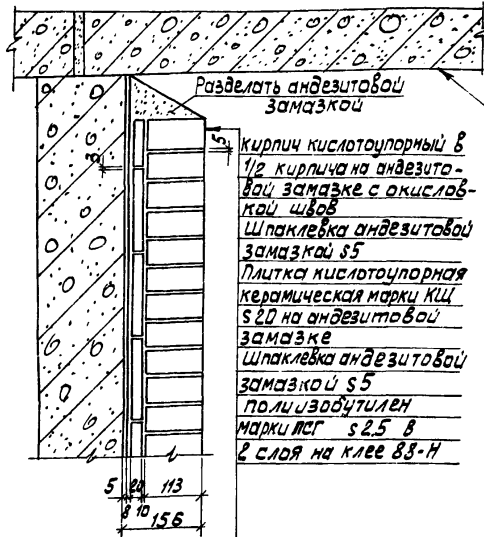 Разделать андезитовой
замазкой
3
5
кирпич кислотоупорный в
1/2 кирпича на андезито-
вой замазке с окислов-
кой швов
Шпаклевка андезитовой
замазкой s5
Плитка кислотоупорная
керамическая марки КЩ
s20 на андезитовой
замазке
Шпаклевка андезитовой
замазкой s5
полиизобутилен
марки ПСГ s2.5 в
2 слоя на клее 88-Н
5 20 113
8 10
156